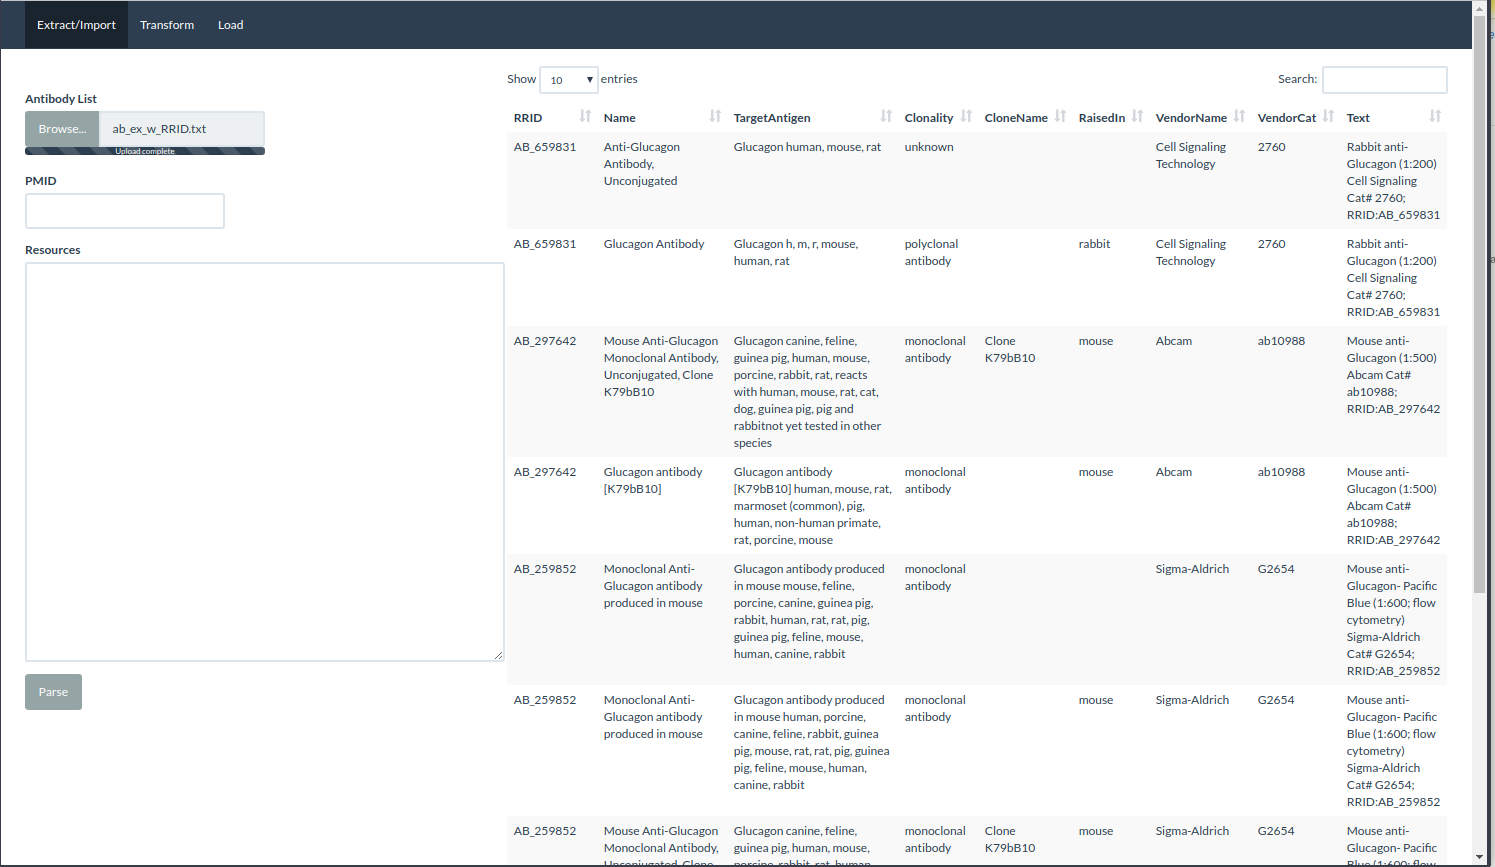 Extract/Import Transform Load
Show 10 entries Search:
Antibody List
Browse... ab_ex_w_RRID.txt
Upload complete
PMID
Resources
Parse
RRID Name TargetAntigen Clonality CloneName RaisedIn VendorName VendorCat Text
AB_659831 Anti-Glucagon Glucagon human, mouse, rat unknown Cell Signaling 2760 Rabbit anti-
Antibody, Technology Glucagon (1:200)
Unconjugated Cell Signaling
Cat# 2760;
RRID:AB_659831
AB_659831 Glucagon Antibody Glucagon h, m, r, mouse, polyclonal rabbit Cell Signaling 2760 Rabbit anti-
human, rat antibody Technology Glucagon (1:200)
Cell Signaling
Cat# 2760;
RRID:AB_659831
AB_297642 Mouse Anti-Glucagon Glucagon canine, feline, monoclonal Clone mouse Abcam ab10988 Mouse anti-
Monoclonal Antibody, guinea pig, human, mouse, antibody K79bB10 Glucagon (1:500)
Unconjugated, Clone porcine, rabbit, rat, reacts Abcam Cat#
K79bB10 with human, mouse, rat, cat, ab10988;
dog, guinea pig, pig and RRID:AB_297642
rabbitnot yet tested in other
species
AB_297642 Glucagon antibody Glucagon antibody monoclonal mouse Abcam ab10988 Mouse anti-
[K79bB10] [K79bB10] human, mouse, rat, antibody Glucagon (1:500)
marmoset (common), pig, Abcam Cat#
human, non-human primate, ab10988;
rat, porcine, mouse RRID:AB_297642
AB_259852 Monoclonal Anti- Glucagon antibody produced monoclonal Sigma-Aldrich G2654 Mouse anti-
Glucagon antibody in mouse mouse, feline, antibody Glucagon- Pacific
produced in mouse porcine, canine, guinea pig, Blue (1:600; flow
rabbit, human, rat, rat, pig, cytometry)
guinea pig, feline, mouse, Sigma-Aldrich
human, canine, rabbit Cat# G2654;
RRID:AB_259852
AB_259852 Monoclonal Anti- Glucagon antibody produced monoclonal mouse Sigma-Aldrich G2654 Mouse anti-
Glucagon antibody in mouse human, porcine, antibody Glucagon- Pacific
produced in mouse canine, feline, rabbit, guinea Blue (1:600; flow
pig, mouse, rat, rat, pig, guinea cytometry)
pig, feline, mouse, human, Sigma-Aldrich
canine, rabbit Cat# G2654;
RRID:AB_259852
AB_259852 Mouse Anti-Glucagon Glucagon canine, feline, monoclonal Clone mouse Sigma-Aldrich G2654 Mouse anti-
Monoclonal Antibody, guinea pig, human, mouse, antibody K79bB10 Glucagon- Pacific
Unconjugated, Clone porcine, rabbit, rat, human Blue (1:600; flow